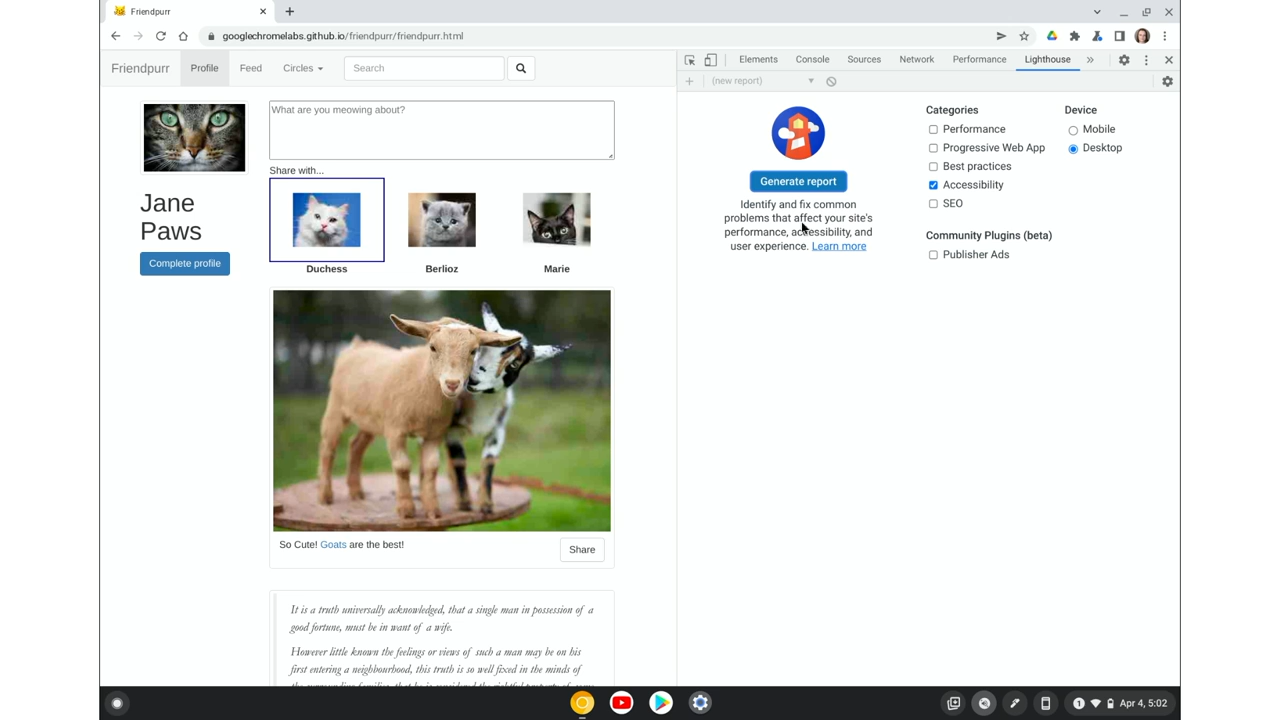 Friendpurr
googlechromelabs.github.io/friendpurr/friendpurr.html
Friendpurr Profile Feed Circles Search
Elements Console Sources Network Performance Lighthouse
(new report)
What are you meowing about?
Share with...
Jane
Paws
Complete profile
Duchess Berlioz Marie
So Cute! Goats are the best!
Share
It is a truth universally acknowledged, that a single man in possession of a
good fortune, must be in want of a wife.
However little known the feelings or views of such a man may be on his
first entering a neighbourhood, this truth is so well fixed in the minds of
Generate report
Identify and fix common
problems that affect your site's
performance, accessibility, and
user experience. Learn more
Categories
Performance
Progressive Web App
Best practices
Accessibility
SEO
Community Plugins (beta)
Publisher Ads
Device
Mobile
Desktop
1 Apr 4, 5:02